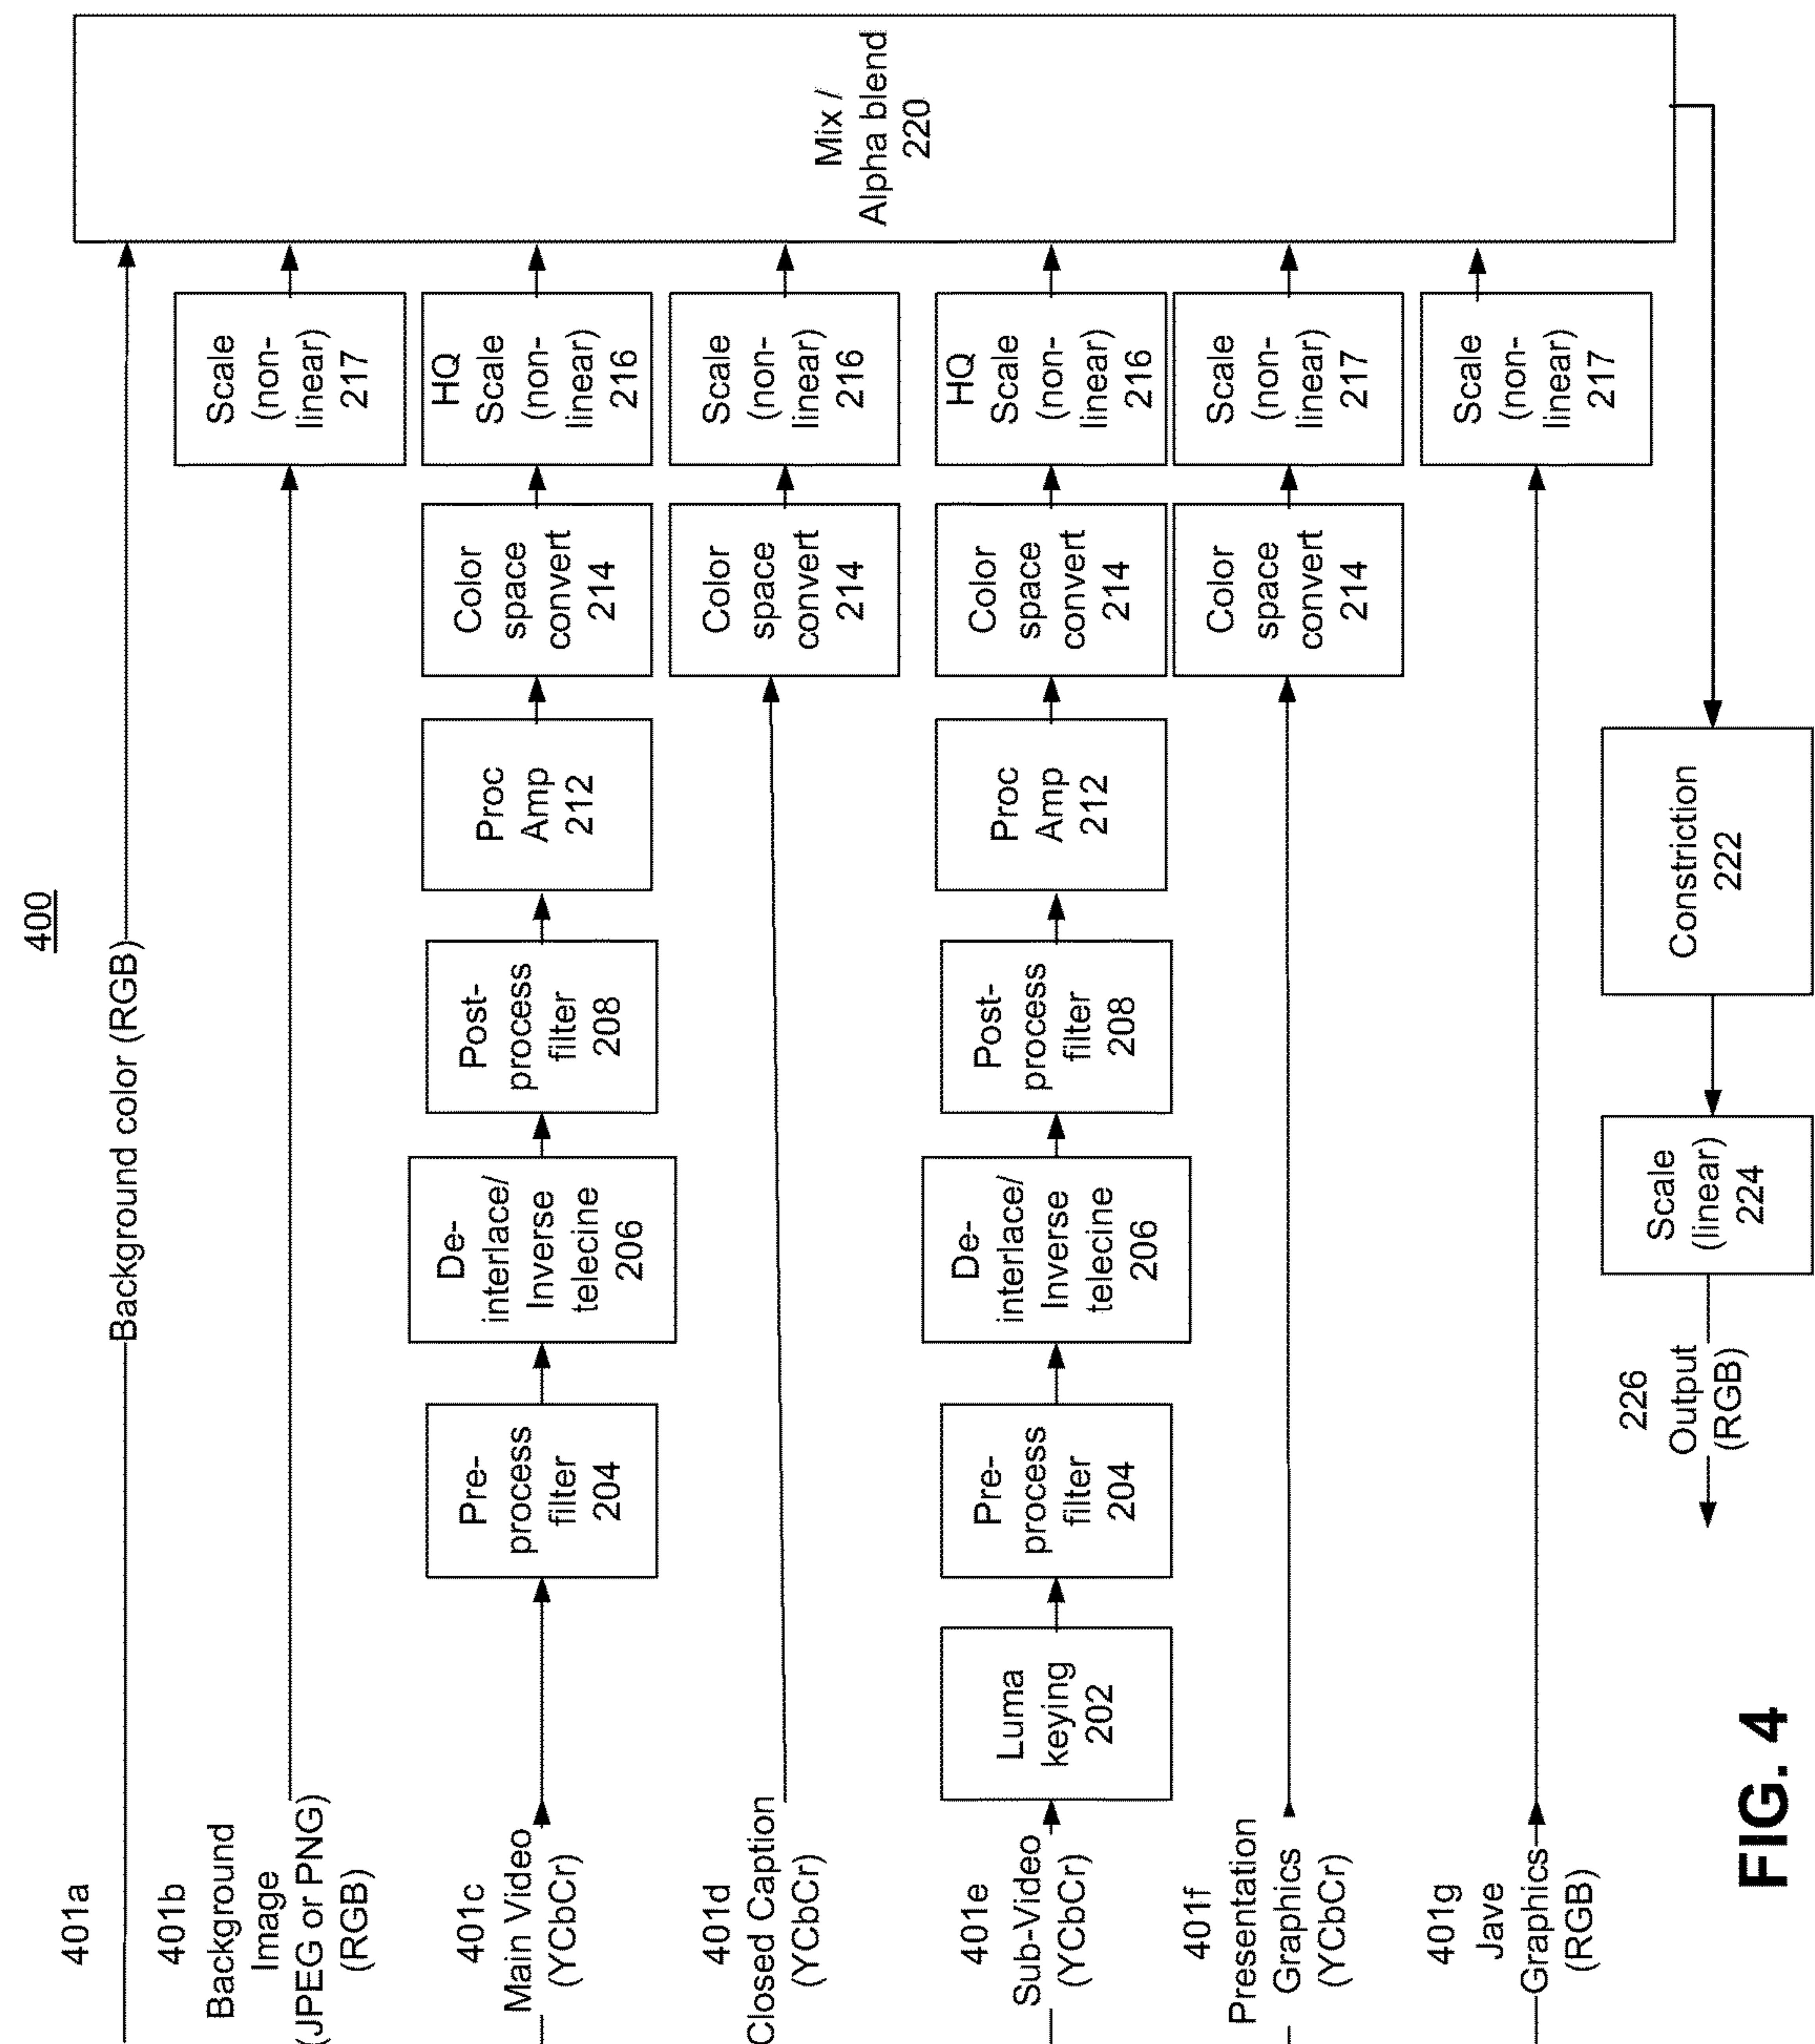 400
401a
Background color (RGB)
401b
Background
Image
(JPEG or PNG)
(RGB)
Scale
(non-
linear)
217
401c
Main Video
(YCbCr)
Pre-
process
filter
204
De-
interlace/
Inverse
telecine
206
Post-
process
filter
208
Proc
Amp
212
Color
space
convert
214
HQ
Scale
(non-
linear)
216
401d
Closed Caption
(YCbCr)
Color
space
convert
214
Scale
(non-
linear)
216
401e
Sub-Video
(YCbCr)
Luma
keying
202
Pre-
process
filter
204
De-
interlace/
Inverse
telecine
206
Post-
process
filter
208
Proc
Amp
212
Color
space
convert
214
HQ
Scale
(non-
linear)
216
401f
Presentation
Graphics
(YCbCr)
Color
space
convert
214
Scale
(non-
linear)
217
401g
Jave
Graphics
(RGB)
Scale
(non-
linear)
217
Mix /
Alpha blend
220
Constriction
222
Scale
(linear)
224
226
Output
(RGB)
FIG. 4